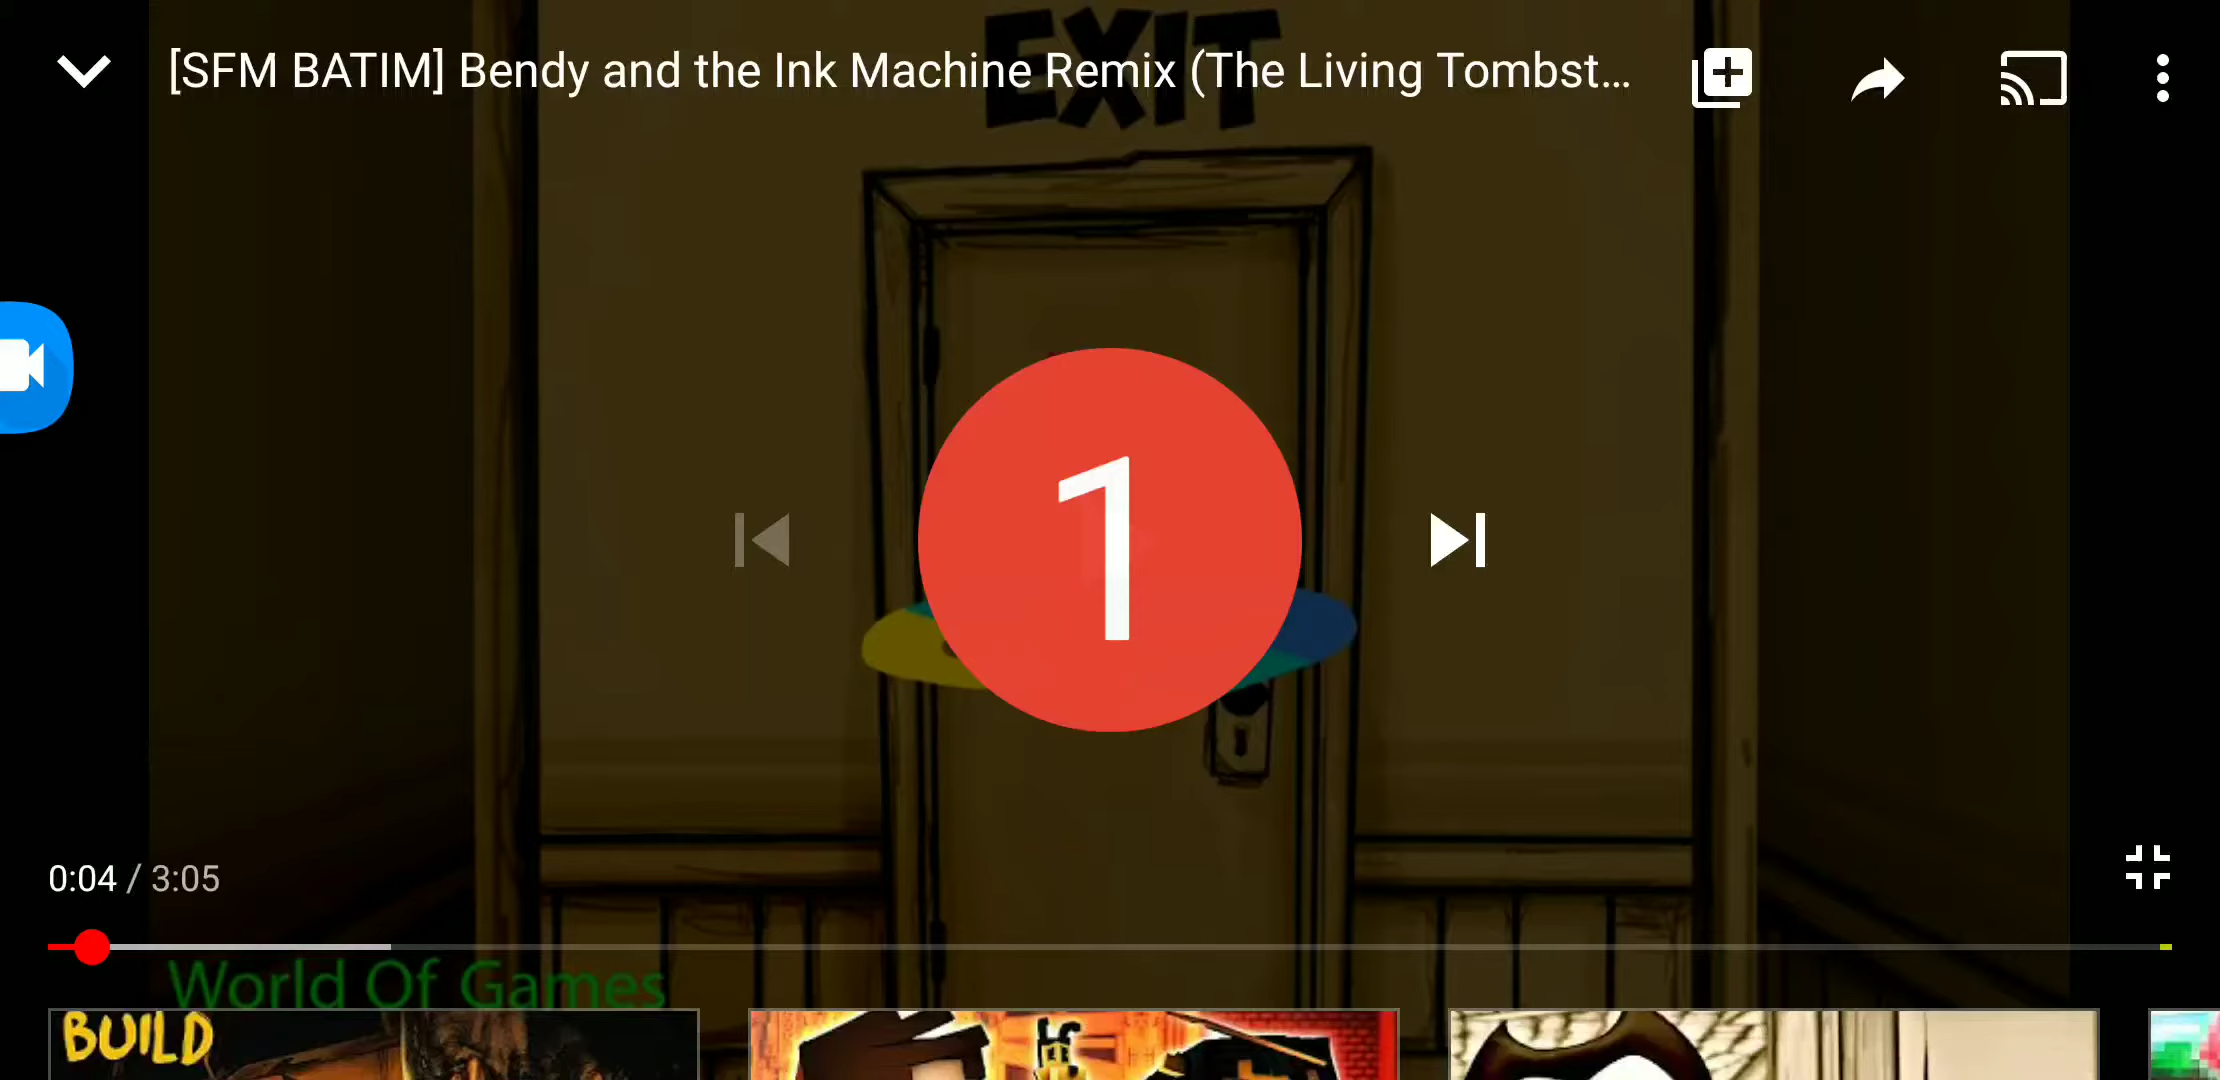 EXIT
[SFM BATIM] Bendy and the Ink Machine Remix (The Living Tombst...
1
0:04 / 3:05
World Of Games
BUILD